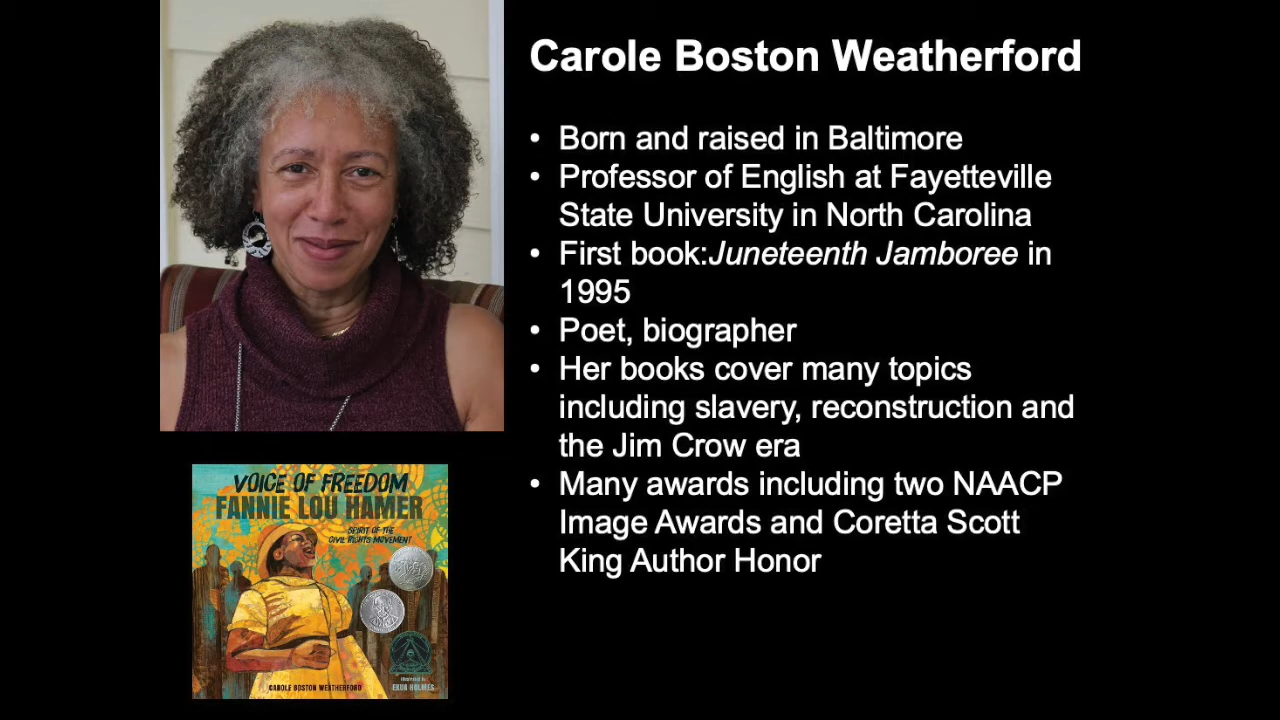 Carole Boston Weatherford
• Born and raised in Baltimore
• Professor of English at Fayetteville
State University in North Carolina
• First book:Juneteenth Jamboree in
1995
• Poet, biographer
• Her books cover many topics
including slavery, reconstruction and
the Jim Crow era
• Many awards including two NAACP
Image Awards and Coretta Scott
King Author Honor
VOICE OF FREEDOM
FANNIE LOU HAMER
SPIRIT OF THE
CIVIL RIGHTS MOVEMENT
CAROLE BOSTON WEATHERFORD
EKUA HOLMES